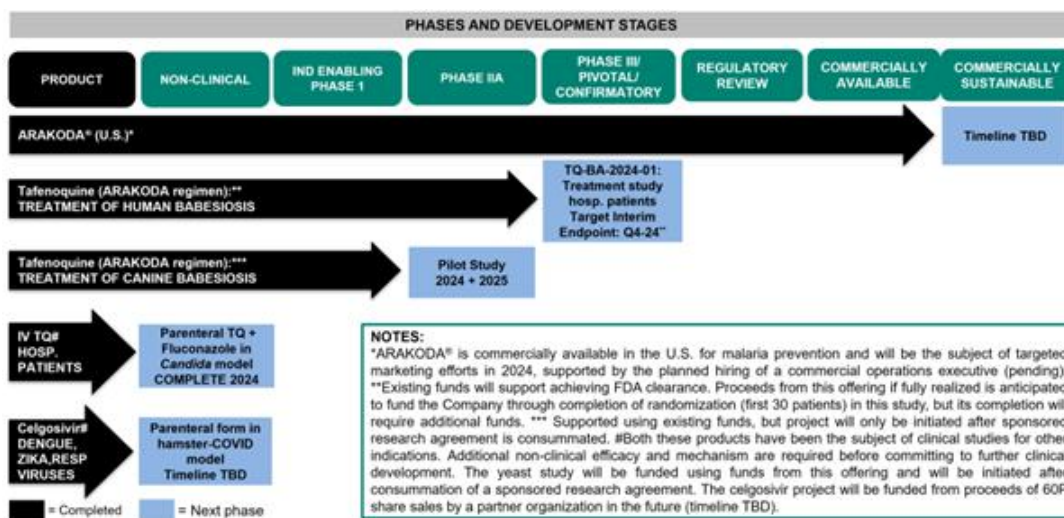 PHASES AND DEVELOPMENT STAGES
PRODUCT
NON-CLINICAL
IND ENABLING
PHASE 1
PHASE IIA
PHASE III/
PIVOTAL/
CONFIRMATORY
REGULATORY
REVIEW
COMMERCIALLY
AVAILABLE
COMMERCIALLY
SUSTAINABLE
ARAKODA® (U.S.)*
Timeline TBD
Tafenoquine (ARAKODA regimen):**
TREATMENT OF HUMAN BABESIOSIS
TQ-BA-2024-01:
Treatment study
hosp. patients
Target Interim
Endpoint: Q4-24**
Tafenoquine (ARAKODA regimen):***
TREATMENT OF CANINE BABESIOSIS
Pilot Study
2024 + 2025
IV TQ#
HOSP.
PATIENTS
Parenteral TQ +
Fluconazole in
Candida model
COMPLETE 2024
Celgosivir#
DENGUE,
ZIKA,RESP
VIRUSES
Parenteral form in
hamster-COVID
model
Timeline TBD
= Completed
= Next phase
NOTES:
*ARAKODA® is commercially available in the U.S. for malaria prevention and will be the subject of targeted
marketing efforts in 2024, supported by the planned hiring of a commercial operations executive (pending)
**Existing funds will support achieving FDA clearance. Proceeds from this offering if fully realized is anticipated
to fund the Company through completion of randomization (first 30 patients) in this study, but its completion wil
require additional funds. *** Supported using existing funds, but project will only be initiated after sponsored
research agreement is consummated. #Both these products have been the subject of clinical studies for other
indications. Additional non-clinical efficacy and mechanism are required before committing to further clinical
development. The yeast study will be funded using funds from this offering and will be initiated after
consummation of a sponsored research agreement. The celgosivir project will be funded from proceeds of 60P
share sales by a partner organization in the future (timeline TBD).